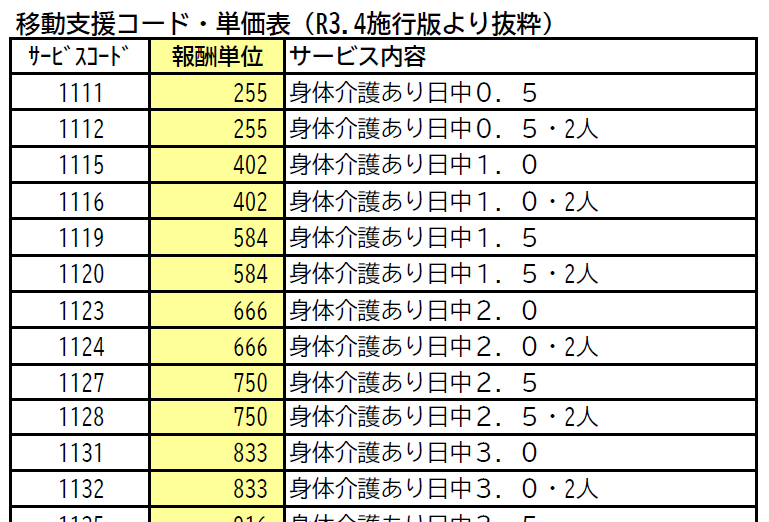 移動支援コード・単価表（R3.4施行版より抜粋）
ｻｰﾋﾞｽｺｰﾄﾞ 報酬単位 サービス内容
1111 255 身体介護あり日中０．５
1112 255 身体介護あり日中０．５・2人
1115 402 身体介護あり日中１．０
1116 402 身体介護あり日中１．０・2人
1119 584 身体介護あり日中１．５
1120 584 身体介護あり日中１．５・2人
1123 666 身体介護あり日中２．０
1124 666 身体介護あり日中２．０・2人
1127 750 身体介護あり日中２．５
1128 750 身体介護あり日中２．５・2人
1131 833 身体介護あり日中３．０
1132 833 身体介護あり日中３．０・2人